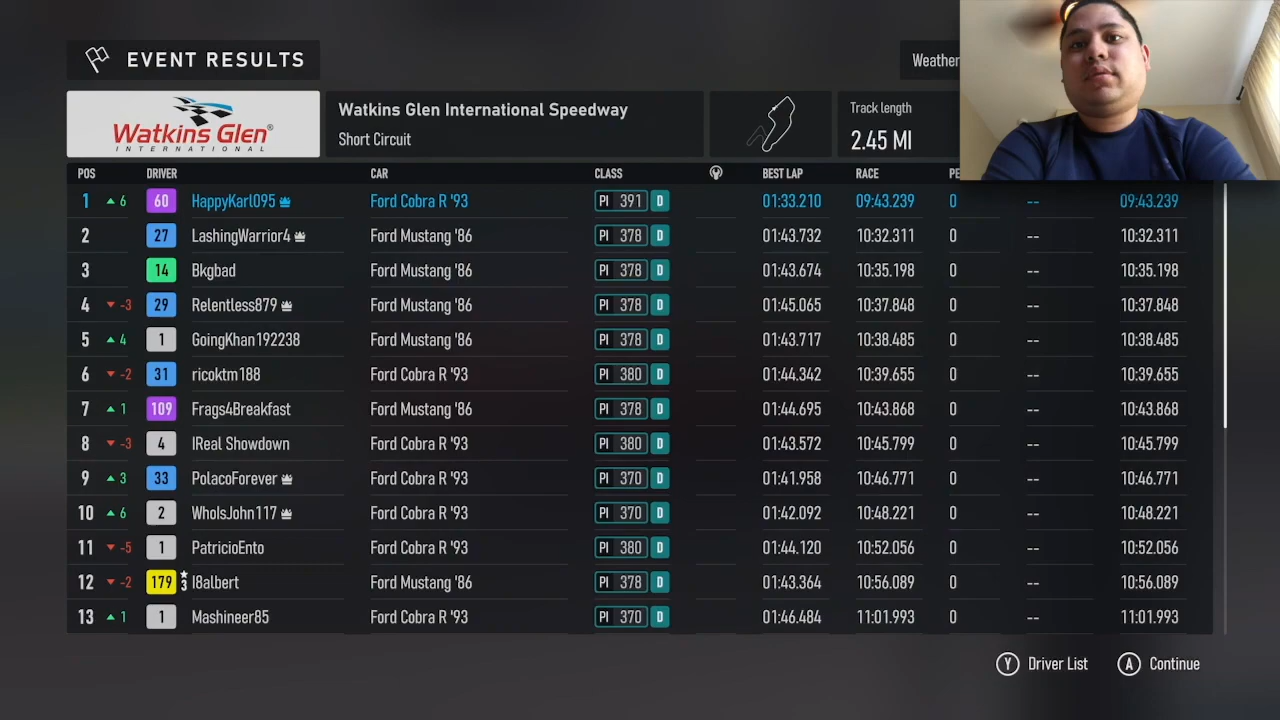 EVENT RESULTS
Weather
Watkins Glen®
INTERNATIONAL
Watkins Glen International Speedway
Short Circuit
Track length
2.45 MI
POS DRIVER CAR CLASS BEST LAP RACE PE
1 6 60 HappyKarl095 Ford Cobra R '93 PI 391 D 01:33.210 09:43.239 0 -- 09:43.239
2 27 LashingWarrior4 Ford Mustang '86 PI 378 D 01:43.732 10:32.311 0 -- 10:32.311
3 14 Bkgbad Ford Mustang '86 PI 378 D 01:43.674 10:35.198 0 -- 10:35.198
4 -3 29 Relentless879 Ford Mustang '86 PI 378 D 01:45.065 10:37.848 0 -- 10:37.848
5 4 1 GoingKhan192238 Ford Mustang '86 PI 378 D 01:43.717 10:38.485 0 -- 10:38.485
6 -2 31 ricoktm188 Ford Cobra R '93 PI 380 D 01:44.342 10:39.655 0 -- 10:39.655
7 1 109 Frags4Breakfast Ford Mustang '86 PI 378 D 01:44.695 10:43.868 0 -- 10:43.868
8 -3 4 IReal Showdown Ford Cobra R '93 PI 380 D 01:43.572 10:45.799 0 -- 10:45.799
9 3 33 PolacoForever Ford Cobra R '93 PI 370 D 01:41.958 10:46.771 0 -- 10:46.771
10 6 2 WhoIsJohn117 Ford Cobra R '93 PI 370 D 01:42.092 10:48.221 0 -- 10:48.221
11 -5 1 PatricioEnto Ford Cobra R '93 PI 380 D 01:44.120 10:52.056 0 -- 10:52.056
12 -2 179 3 I8albert Ford Mustang '86 PI 378 D 01:43.364 10:56.089 0 -- 10:56.089
13 1 1 Mashineer85 Ford Cobra R '93 PI 370 D 01:46.484 11:01.993 0 -- 11:01.993
Y Driver List A Continue